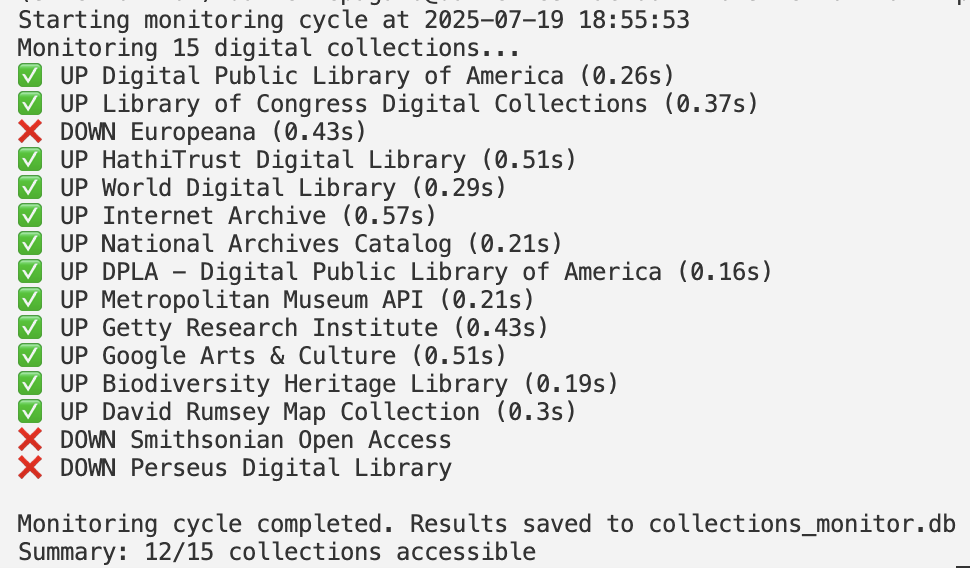 Starting monitoring cycle at 2025-07-19 18:55:53
Monitoring 15 digital collections...
✅ UP Digital Public Library of America (0.26s)
✅ UP Library of Congress Digital Collections (0.37s)
❌ DOWN Europeana (0.43s)
✅ UP HathiTrust Digital Library (0.51s)
✅ UP World Digital Library (0.29s)
✅ UP Internet Archive (0.57s)
✅ UP National Archives Catalog (0.21s)
✅ UP DPLA - Digital Public Library of America (0.16s)
✅ UP Metropolitan Museum API (0.21s)
✅ UP Getty Research Institute (0.43s)
✅ UP Google Arts & Culture (0.51s)
✅ UP Biodiversity Heritage Library (0.19s)
✅ UP David Rumsey Map Collection (0.3s)
❌ DOWN Smithsonian Open Access
❌ DOWN Perseus Digital Library

Monitoring cycle completed. Results saved to collections_monitor.db
Summary: 12/15 collections accessible